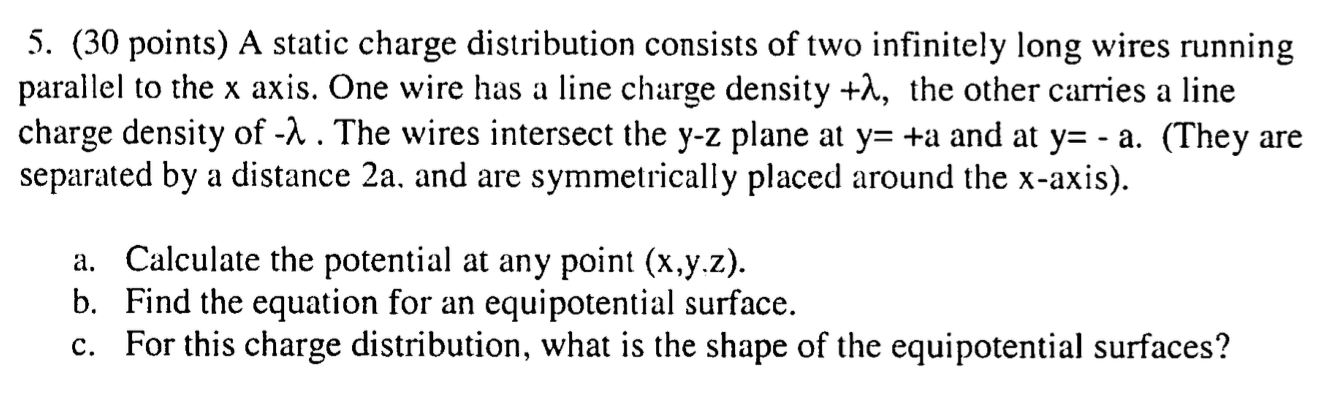 5. (30 points) A static charge distribution consists of two infinitely long wires running
parallel to the x axis. One wire has a line charge density +λ, the other carries a line
charge density of -λ . The wires intersect the y-z plane at y= +a and at y= - a. (They are
separated by a distance 2a. and are symmetrically placed around the x-axis).
a. Calculate the potential at any point (x,y.z).
b. Find the equation for an equipotential surface.
c. For this charge distribution, what is the shape of the equipotential surfaces?